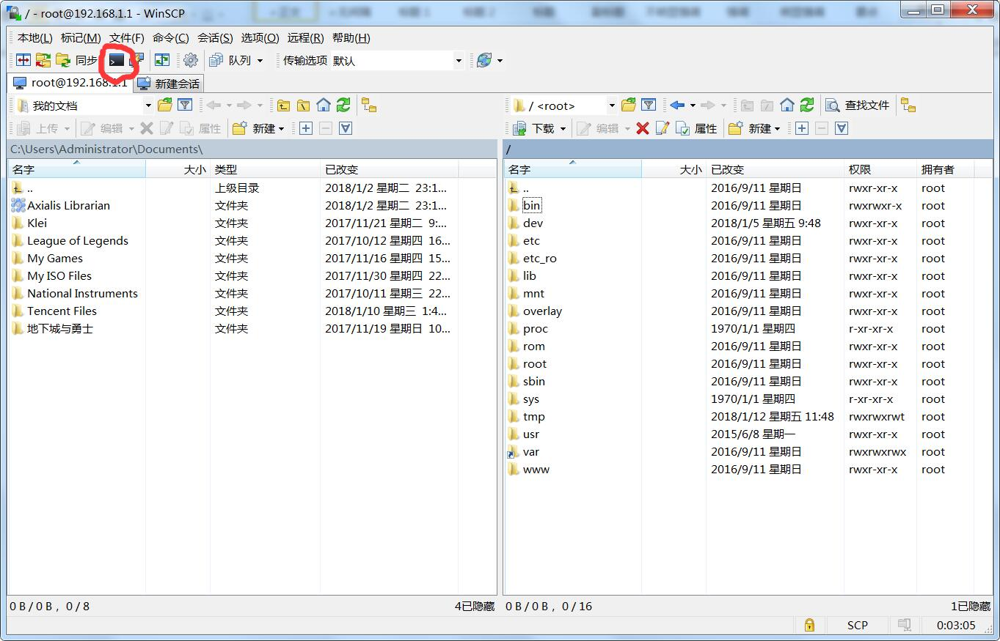 / - root@192.168.1.1 - WinSCP
本地(L) 标记(M) 文件(F) 命令(C) 会话(S) 选项(O) 远程(R) 帮助(H)
同步 队列 传输选项 默认
root@192.168.1.1 新建会话
我的文档 / <root> 查找文件
上传 编辑 属性 新建 下载 编辑 属性 新建
C:\Users\Administrator\Documents\ /
名字 大小 类型 已改变 名字 大小 已改变 权限 拥有者
.. 上级目录 2018/1/2 星期二 23:1... .. 2016/9/11 星期日 rwxr-xr-x root
Axialis Librarian 文件夹 2018/1/2 星期二 23:1... bin 2016/9/11 星期日 rwxrwxr-x root
Klei 文件夹 2017/11/21 星期二 9:... dev 2018/1/5 星期五 9:48 rwxr-xr-x root
League of Legends 文件夹 2017/10/12 星期四 16... etc 2016/9/11 星期日 rwxr-xr-x root
My Games 文件夹 2017/11/16 星期四 15... etc_ro 2016/9/11 星期日 rwxr-xr-x root
My ISO Files 文件夹 2017/11/30 星期四 22... lib 2016/9/11 星期日 rwxr-xr-x root
National Instruments 文件夹 2017/10/11 星期三 22... mnt 2016/9/11 星期日 rwxr-xr-x root
Tencent Files 文件夹 2018/1/10 星期三 1:4... overlay 2016/9/11 星期日 rwxr-xr-x root
地下城与勇士 文件夹 2017/11/19 星期日 10... proc 1970/1/1 星期四 r-xr-xr-x root
rom 2016/9/11 星期日 rwxr-xr-x root
root 2016/9/11 星期日 rwxr-xr-x root
sbin 2016/9/11 星期日 rwxr-xr-x root
sys 1970/1/1 星期四 r-xr-xr-x root
tmp 2018/1/12 星期五 11:48 rwxrwxrwt root
usr 2015/6/8 星期一 rwxr-xr-x root
var 2016/9/11 星期日 rwxrwxrwx root
www 2016/9/11 星期日 rwxr-xr-x root
0 B / 0 B , 0 / 8 4已隐藏 0 B / 0 B , 0 / 16 1已隐藏
SCP 0:03:05